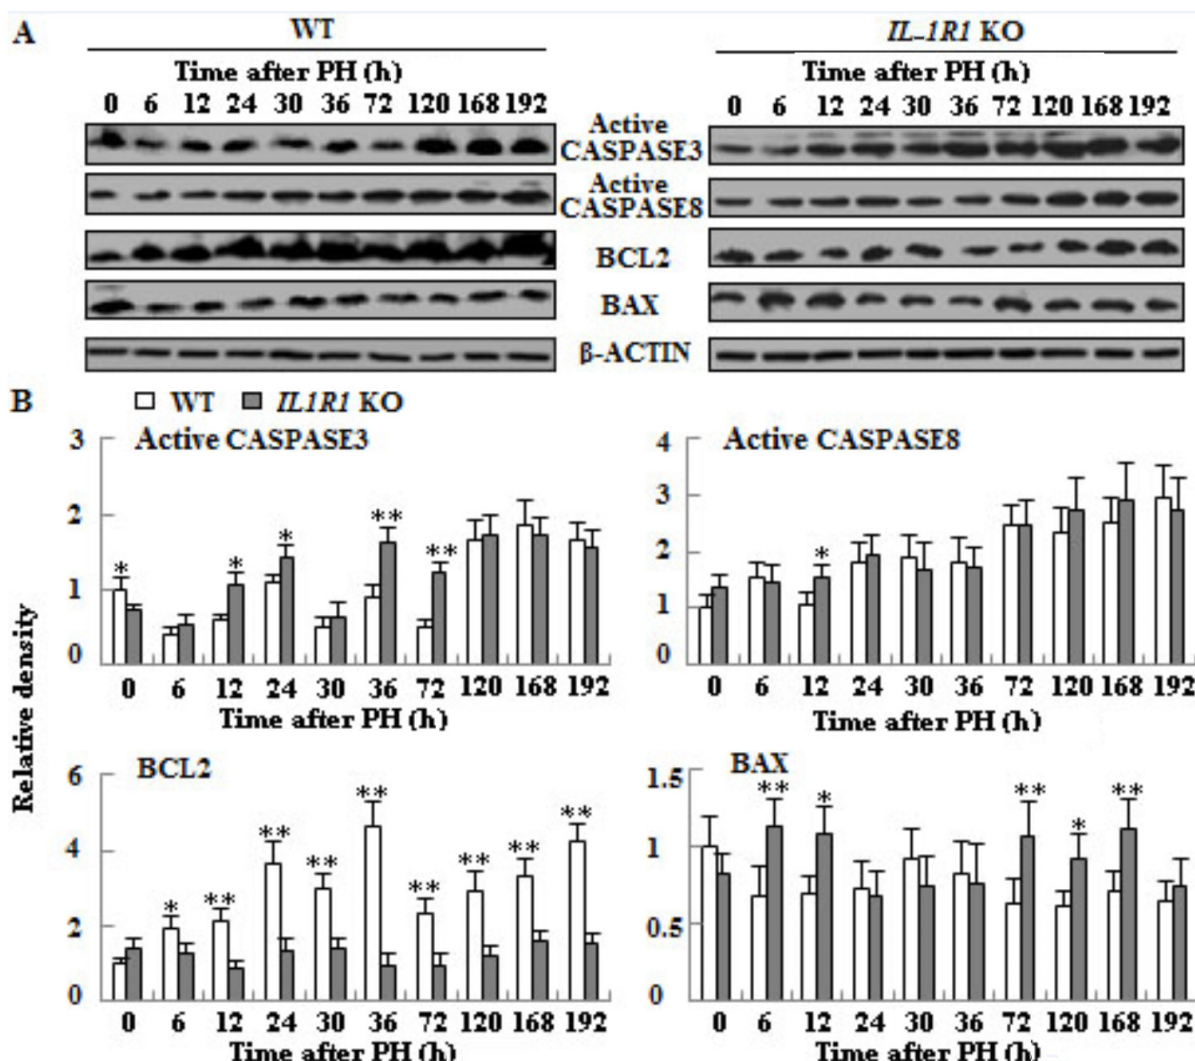 A
WT
IL-1R1 KO
Time after PH (h)
Time after PH (h)
0 6 12 24 30 36 72 120 168 192
0 6 12 24 30 36 72 120 168 192
Active
CASPASE3
Active
CASPASE8
BCL2
BAX
β-ACTIN
B
WT IL1R1 KO
Relative density
Active CASPASE3
3
2
1
0
* * * ** **
0 6 12 24 30 36 72 120 168 192
Time after PH (h)
Active CASPASE8
4
3
2
1
0
*
0 6 12 24 30 36 72 120 168 192
Time after PH (h)
BCL2
6
4
2
0
* ** ** ** ** ** ** ** **
0 6 12 24 30 36 72 120 168 192
Time after PH (h)
BAX
1.5
1
0.5
0
** * ** * **
0 6 12 24 30 36 72 120 168 192
Time after PH (h)